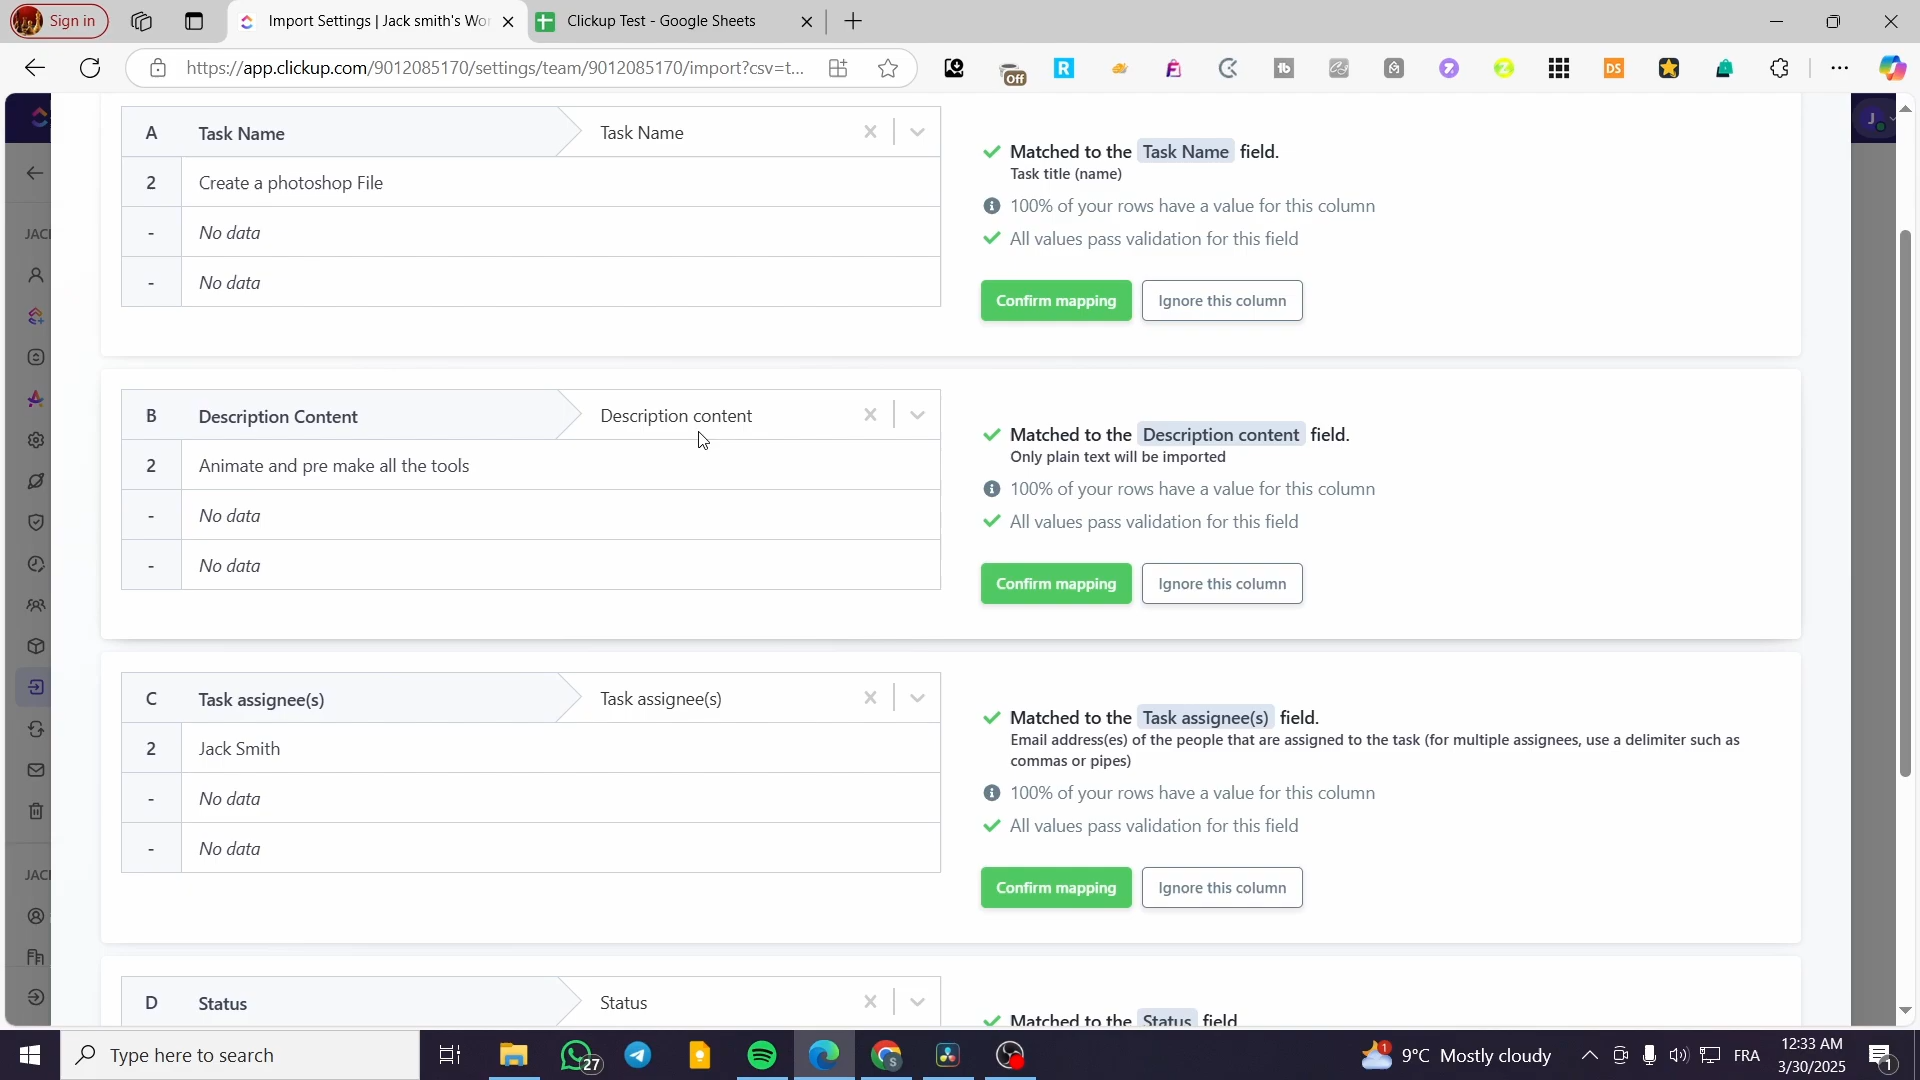 Sign in
Import Settings | Jack smith's Wor
Clickup Test - Google Sheets
https://app.clickup.com/9012085170/settings/team/9012085170/import?csv=t...
Off
R
tb
DS
A Task Name
Task Name
2 Create a photoshop File
- No data
- No data
Matched to the Task Name field.
Task title (name)
100% of your rows have a value for this column
All values pass validation for this field
Confirm mapping
Ignore this column
B Description Content
Description content
2 Animate and pre make all the tools
- No data
- No data
Matched to the Description content field.
Only plain text will be imported
100% of your rows have a value for this column
All values pass validation for this field
Confirm mapping
Ignore this column
C Task assignee(s)
Task assignee(s)
2 Jack Smith
- No data
- No data
Matched to the Task assignee(s) field.
Email address(es) of the people that are assigned to the task (for multiple assignees, use a delimiter such as
commas or pipes)
100% of your rows have a value for this column
All values pass validation for this field
Confirm mapping
Ignore this column
D Status
Status
Matched to the Status field
JACK
JACK
J
Type here to search
27
S
1
9°C Mostly cloudy
FRA
12:33 AM
3/30/2025
1